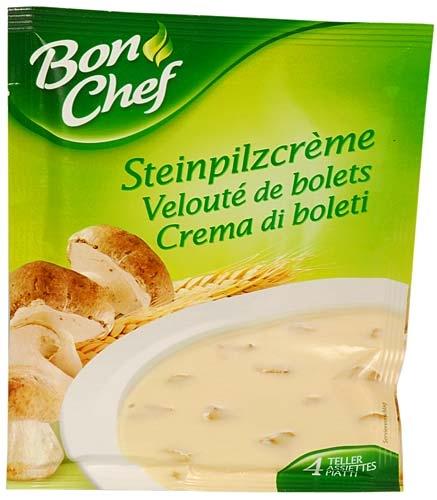 Bon
Chef
Steinpilzcrème
Velouté de bolets
Crema di boleti
4 TELLER
ASSIETTES
PIATTI